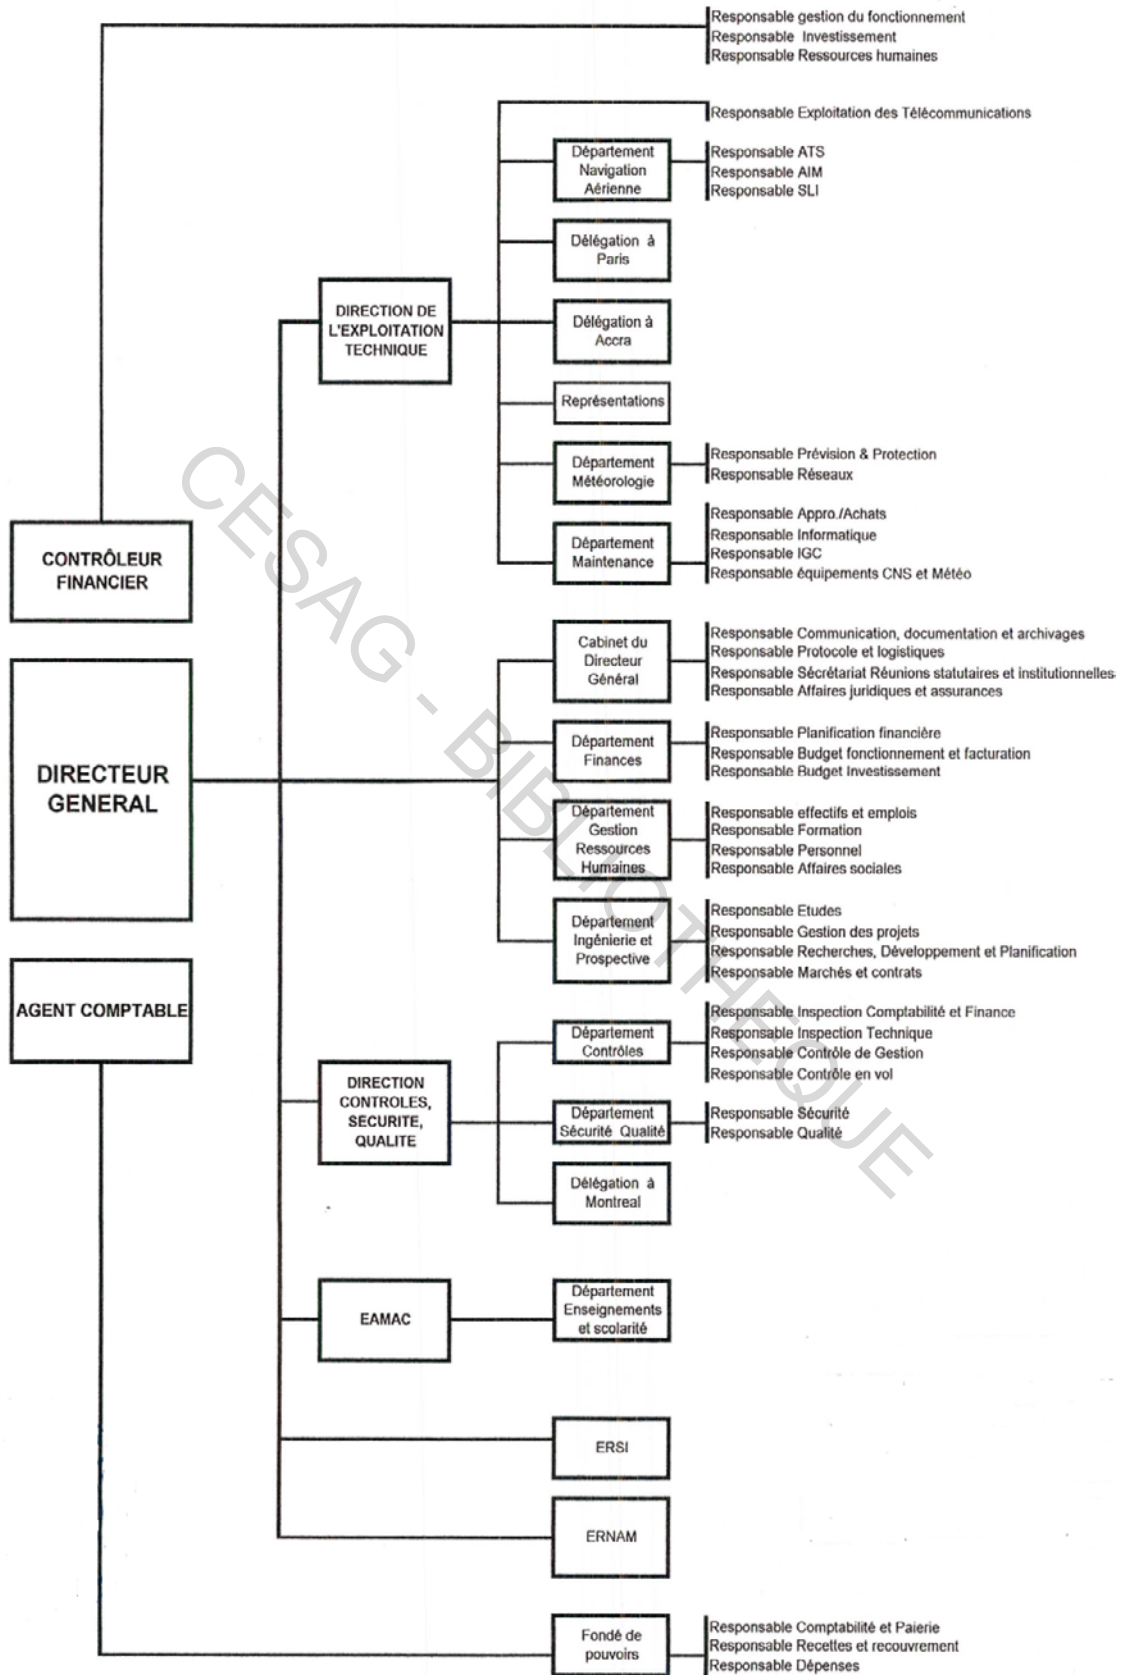 Responsable gestion du fonctionnement
Responsable Investissement
Responsable Ressources humaines
Responsable Exploitation des Télécommunications
Département
Navigation
Aérienne
Responsable ATS
Responsable AIM
Responsable SLI
Délégation à
Paris
DIRECTION DE
L'EXPLOITATION
TECHNIQUE
Délégation à
Accra
Représentations
Département
Météorologie
Responsable Prévision & Protection
Responsable Réseaux
Département
Maintenance
Responsable Appro./Achats
Responsable Informatique
Responsable IGC
Responsable équipements CNS et Météo
CONTRÔLEUR
FINANCIER
Cabinet du
Directeur
Général
Responsable Communication, documentation et archivages
Responsable Protocole et logistiques
Responsable Sécrétariat Réunions statutaires et institutionnelles
Responsable Affaires juridiques et assurances
Département
Finances
Responsable Planification financière
Responsable Budget fonctionnement et facturation
Responsable Budget Investissement
DIRECTEUR
GENERAL
Département
Gestion
Ressources
Humaines
Responsable effectifs et emplois
Responsable Formation
Responsable Personnel
Responsable Affaires sociales
Département
Ingénierie et
Prospective
Responsable Etudes
Responsable Gestion des projets
Responsable Recherches, Développement et Planification
Responsable Marchés et contrats
AGENT COMPTABLE
Département
Contrôles
Responsable Inspection Comptabilité et Finance
Responsable Inspection Technique
Responsable Contrôle de Gestion
Responsable Contrôle en vol
DIRECTION
CONTROLES,
SECURITE,
QUALITE
Département
Sécurité Qualité
Responsable Sécurité
Responsable Qualité
Délégation à
Montreal
EAMAC
Département
Enseignements
et scolarité
ERSI
ERNAM
Fondé de
pouvoirs
Responsable Comptabilité et Paierie
Responsable Recettes et recouvrement
Responsable Dépenses
CESAG - BIBLIOTHEQUE